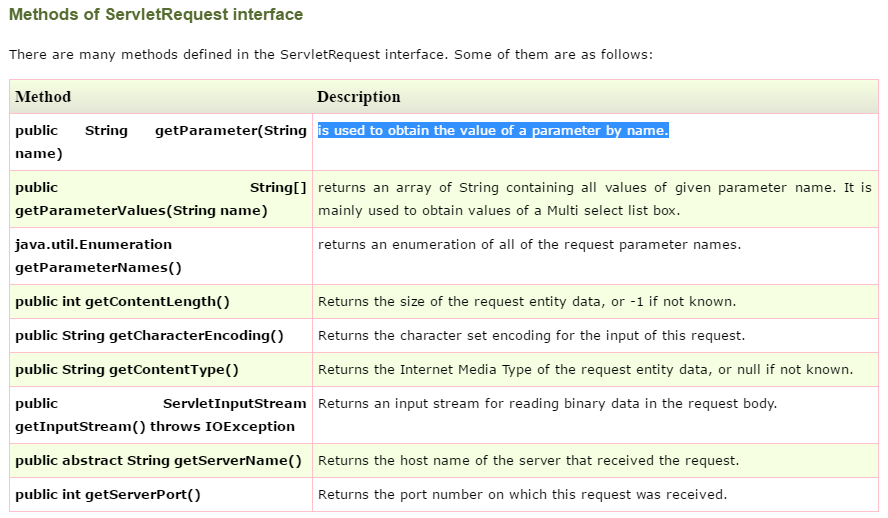 Methods of ServletRequest interface
There are many methods defined in the ServletRequest interface. Some of them are as follows:
Method Description
public String getParameter(String name) is used to obtain the value of a parameter by name.
public String[] getParameterValues(String name) returns an array of String containing all values of given parameter name. It is mainly used to obtain values of a Multi select list box.
java.util.Enumeration getParameterNames() returns an enumeration of all of the request parameter names.
public int getContentLength() Returns the size of the request entity data, or -1 if not known.
public String getCharacterEncoding() Returns the character set encoding for the input of this request.
public String getContentType() Returns the Internet Media Type of the request entity data, or null if not known.
public ServletInputStream getInputStream() throws IOException Returns an input stream for reading binary data in the request body.
public abstract String getServerName() Returns the host name of the server that received the request.
public int getServerPort() Returns the port number on which this request was received.